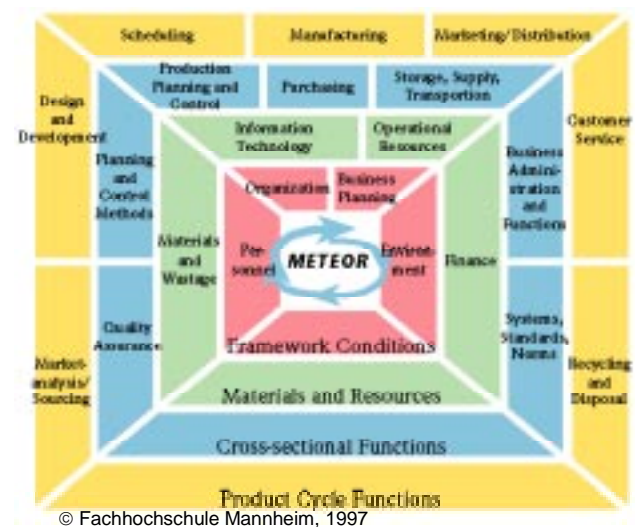 Scheduling
Manufacturing
Marketing/Distribution
Production
Planning and
Control
Purchasing
Storage, Supply,
Transportion
Design
and
Development
Customer
Service
Information
Technology
Operational
Resources
Planning
and
Control
Methods
Business
Admini-
stration
and
Functions
Organization
Business
Planning
Materials
and
Wastage
Per-
sonnel
METEOR
Environ-
ment
Finance
Quality
Assurance
Systems,
Standards,
Norms
Market-
analysis/
Sourcing
Recycling
and
Disposal
Framework Conditions
Materials and Resources
Cross-sectional Functions
Product Cycle Functions
© Fachhochschule Mannheim, 1997